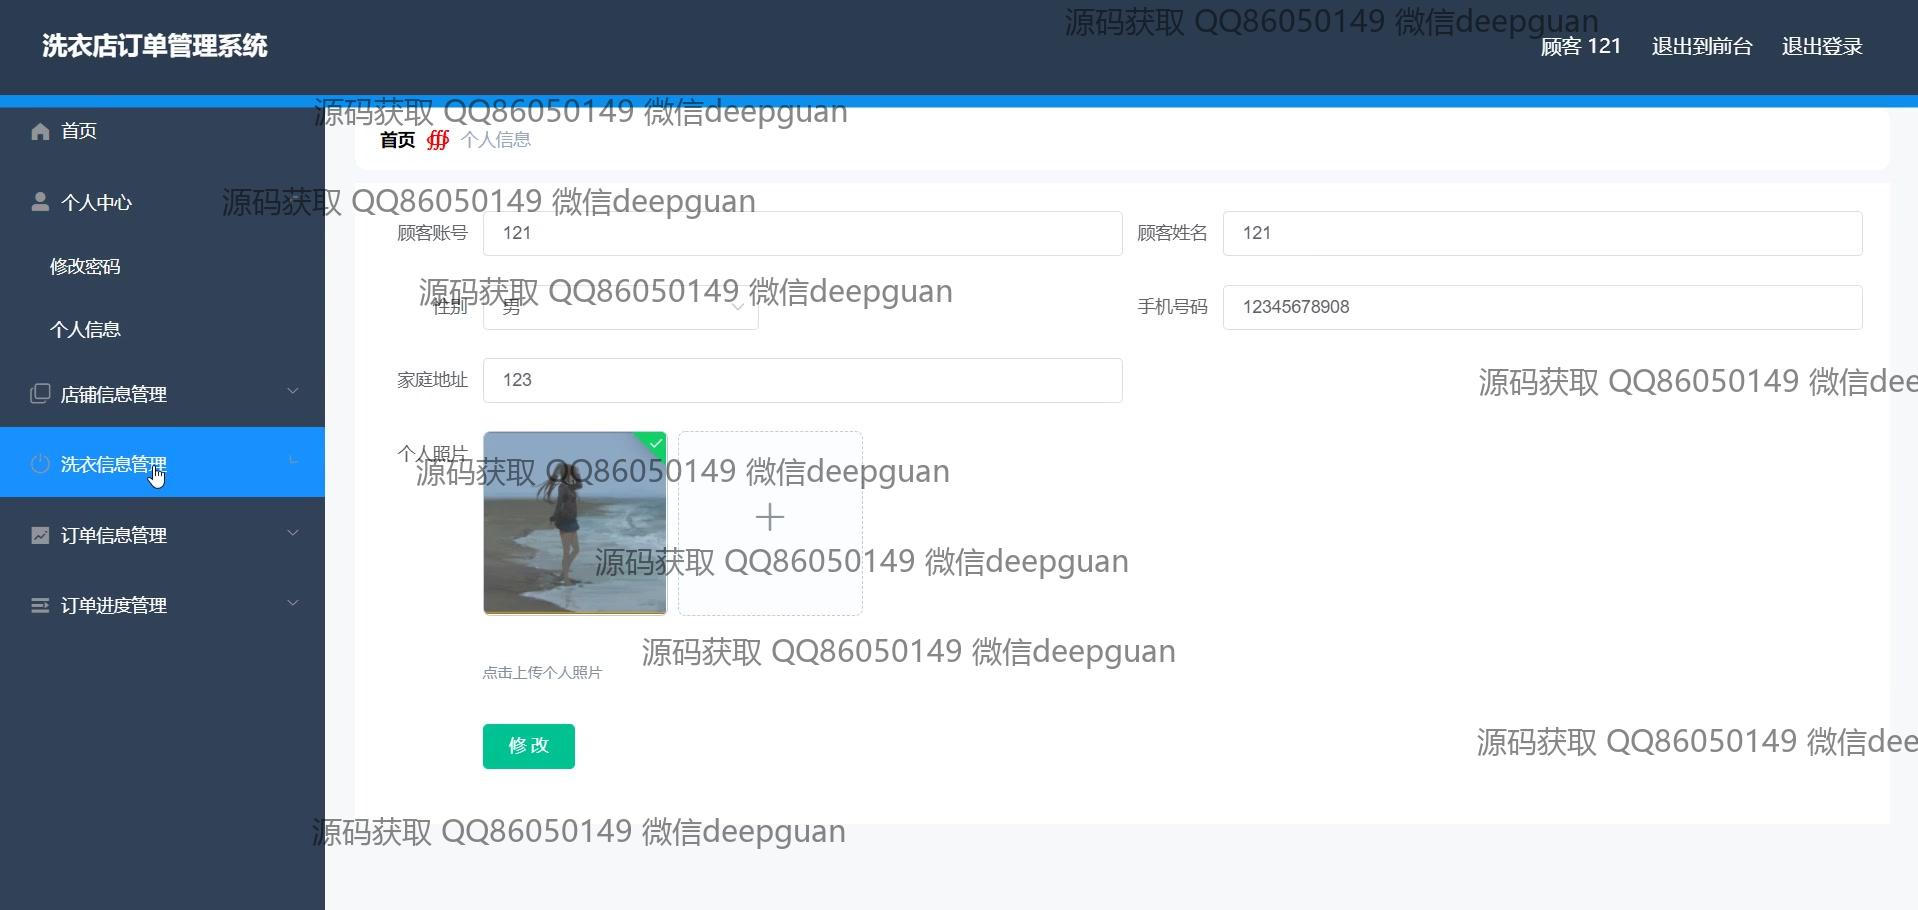 源码获取 QQ86050149 微信deepguan
洗衣店订单管理系统
顾客 121 退出到前台 退出登录
源码获取 QQ86050149 微信deepguan
首页
首页 ∰ 个人信息
个人中心
源码获取 QQ86050149 微信deepguan
顾客账号 121 顾客姓名 121
修改密码
源码获取 QQ86050149 微信deepguan
性别 男 手机号码 12345678908
个人信息
家庭地址 123
源码获取 QQ86050149 微信dee
店铺信息管理
个人照片
洗衣信息管理
源码获取 QQ86050149 微信deepguan
订单信息管理
源码获取 QQ86050149 微信deepguan
订单进度管理
源码获取 QQ86050149 微信deepguan
点击上传个人照片
修改
源码获取 QQ86050149 微信dee
源码获取 QQ86050149 微信deepguan